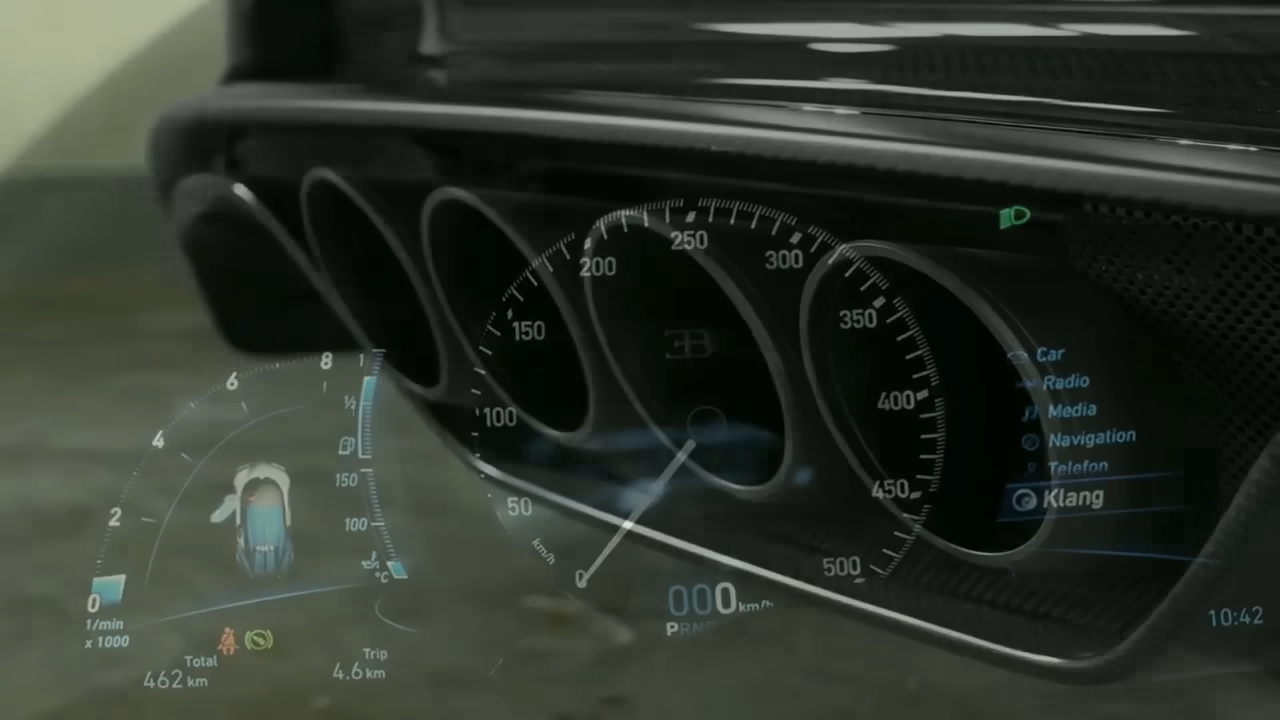 250
200
300
150
350
100
400
50
450
500
0
km/h
000 km/h
PRND
Car
Radio
Media
Navigation
Telefon
Klang
10:42
8
6
4
2
0
1/min
x 1000
1
½
150
100
°C
Total
462 km
Trip
4.6 km